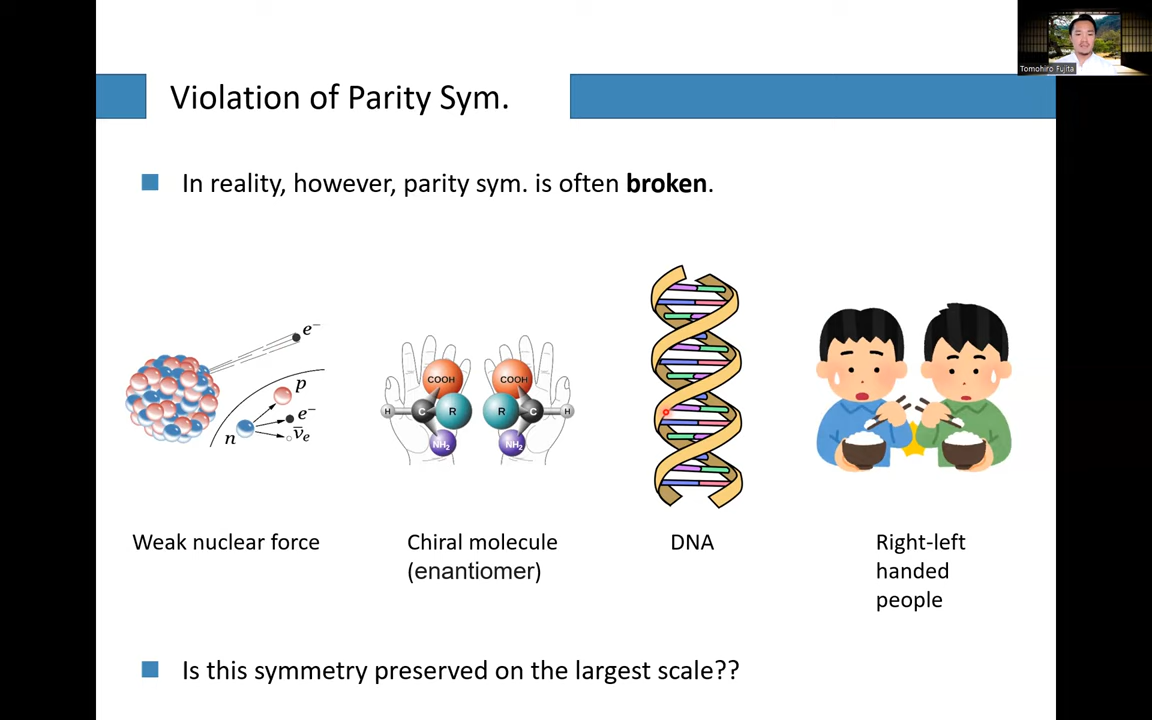 Tomohiro Fujita
Violation of Parity Sym.
In reality, however, parity sym. is often broken.
e⁻
p
e⁻
n
ν̅ₑ
COOH
COOH
H
C
R
R
C
H
NH₂
NH₂
Weak nuclear force
Chiral molecule
(enantiomer)
DNA
Right-left
handed
people
Is this symmetry preserved on the largest scale??